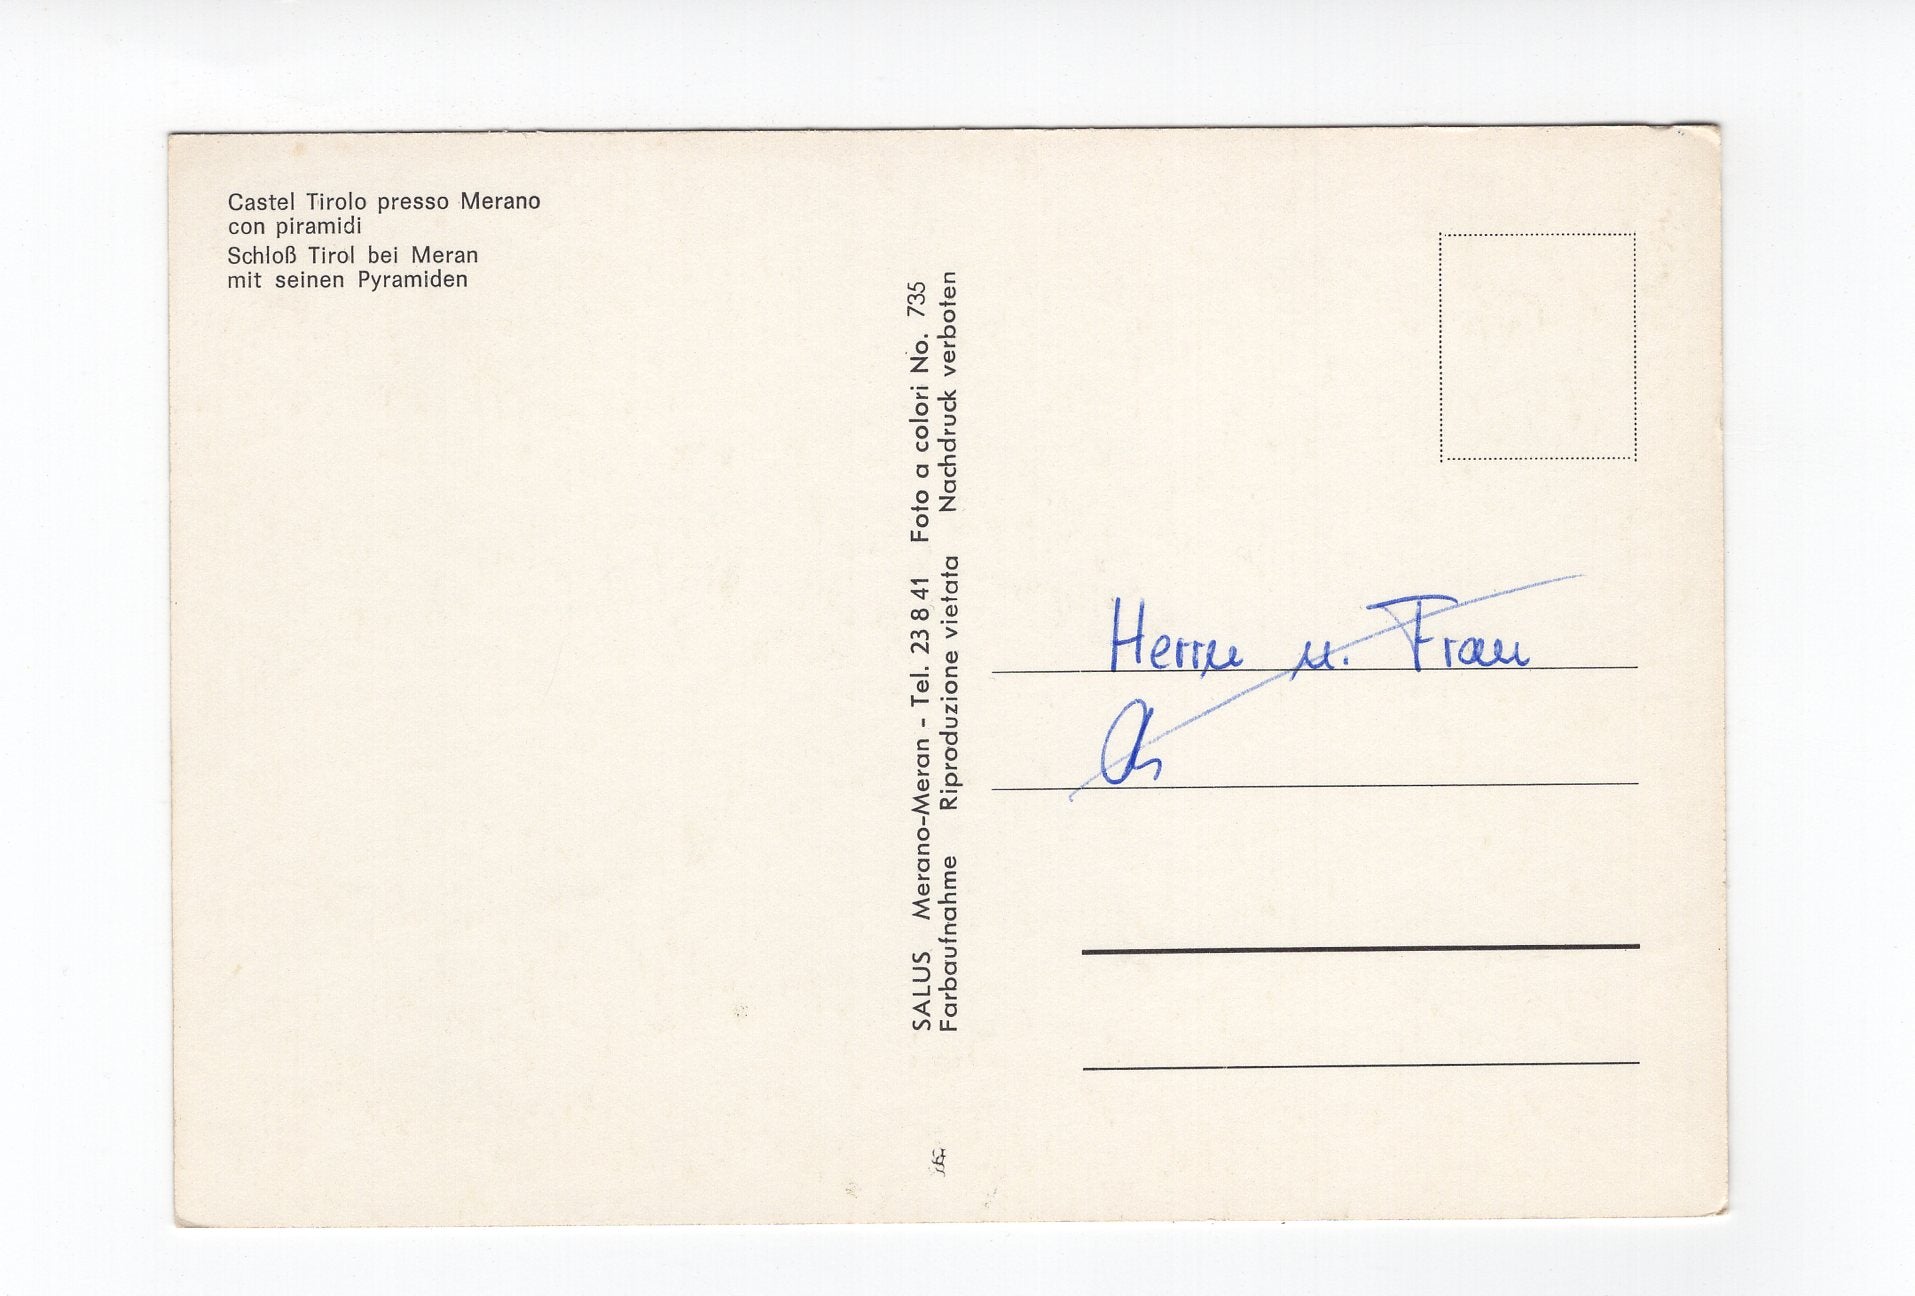 Castel Tirolo presso Merano
con piramidi
Schloß Tirol bei Meran
mit seinen Pyramiden
SALUS Merano-Meran - Tel. 23 8 41 Foto a colori No. 735
Farbaufnahme Riproduzione vietata Nachdruck verboten
Herrn u. Frau